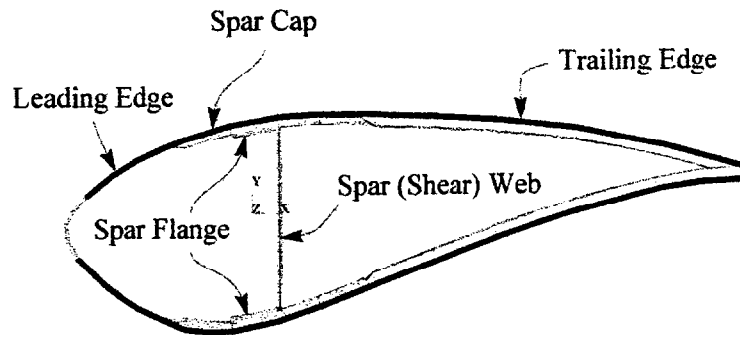 Spar Cap
Trailing Edge
Leading Edge
Y
Z X
Spar (Shear) Web
Spar Flange